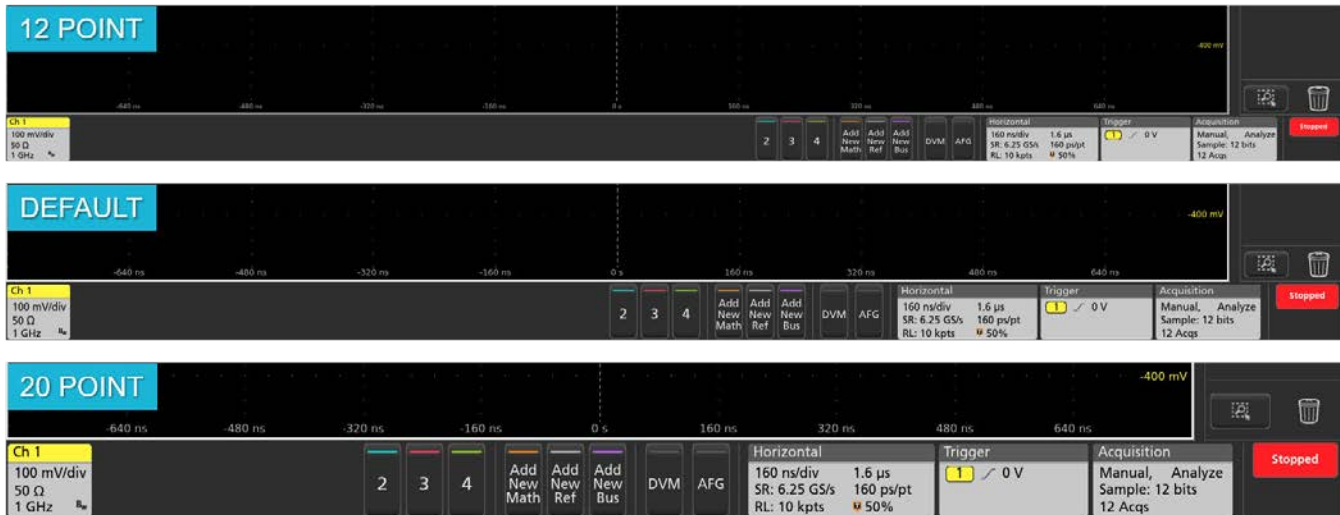 12 POINT
-400 mV
-640 ns -480 ns -320 ns -160 ns 0 s 160 ns 320 ns 480 ns 640 ns
Ch 1
100 mV/div
50 Ω
1 GHz
2 3 4
Add New Math
Add New Ref
Add New Bus
DVM AFG
Horizontal
160 ns/div 1.6 µs
SR: 6.25 GS/s 160 ps/pt
RL: 10 kpts 50%
Trigger
1 0 V
Acquisition
Manual, Analyze
Sample: 12 bits
12 Acqs
Stopped
DEFAULT
-400 mV
-640 ns -480 ns -320 ns -160 ns 0 s 160 ns 320 ns 480 ns 640 ns
Ch 1
100 mV/div
50 Ω
1 GHz
2 3 4
Add New Math
Add New Ref
Add New Bus
DVM AFG
Horizontal
160 ns/div 1.6 µs
SR: 6.25 GS/s 160 ps/pt
RL: 10 kpts 50%
Trigger
1 0 V
Acquisition
Manual, Analyze
Sample: 12 bits
12 Acqs
Stopped
20 POINT
-400 mV
-640 ns -480 ns -320 ns -160 ns 0 s 160 ns 320 ns 480 ns 640 ns
Ch 1
100 mV/div
50 Ω
1 GHz
2 3 4
Add New Math
Add New Ref
Add New Bus
DVM AFG
Horizontal
160 ns/div 1.6 µs
SR: 6.25 GS/s 160 ps/pt
RL: 10 kpts 50%
Trigger
1 0 V
Acquisition
Manual, Analyze
Sample: 12 bits
12 Acqs
Stopped